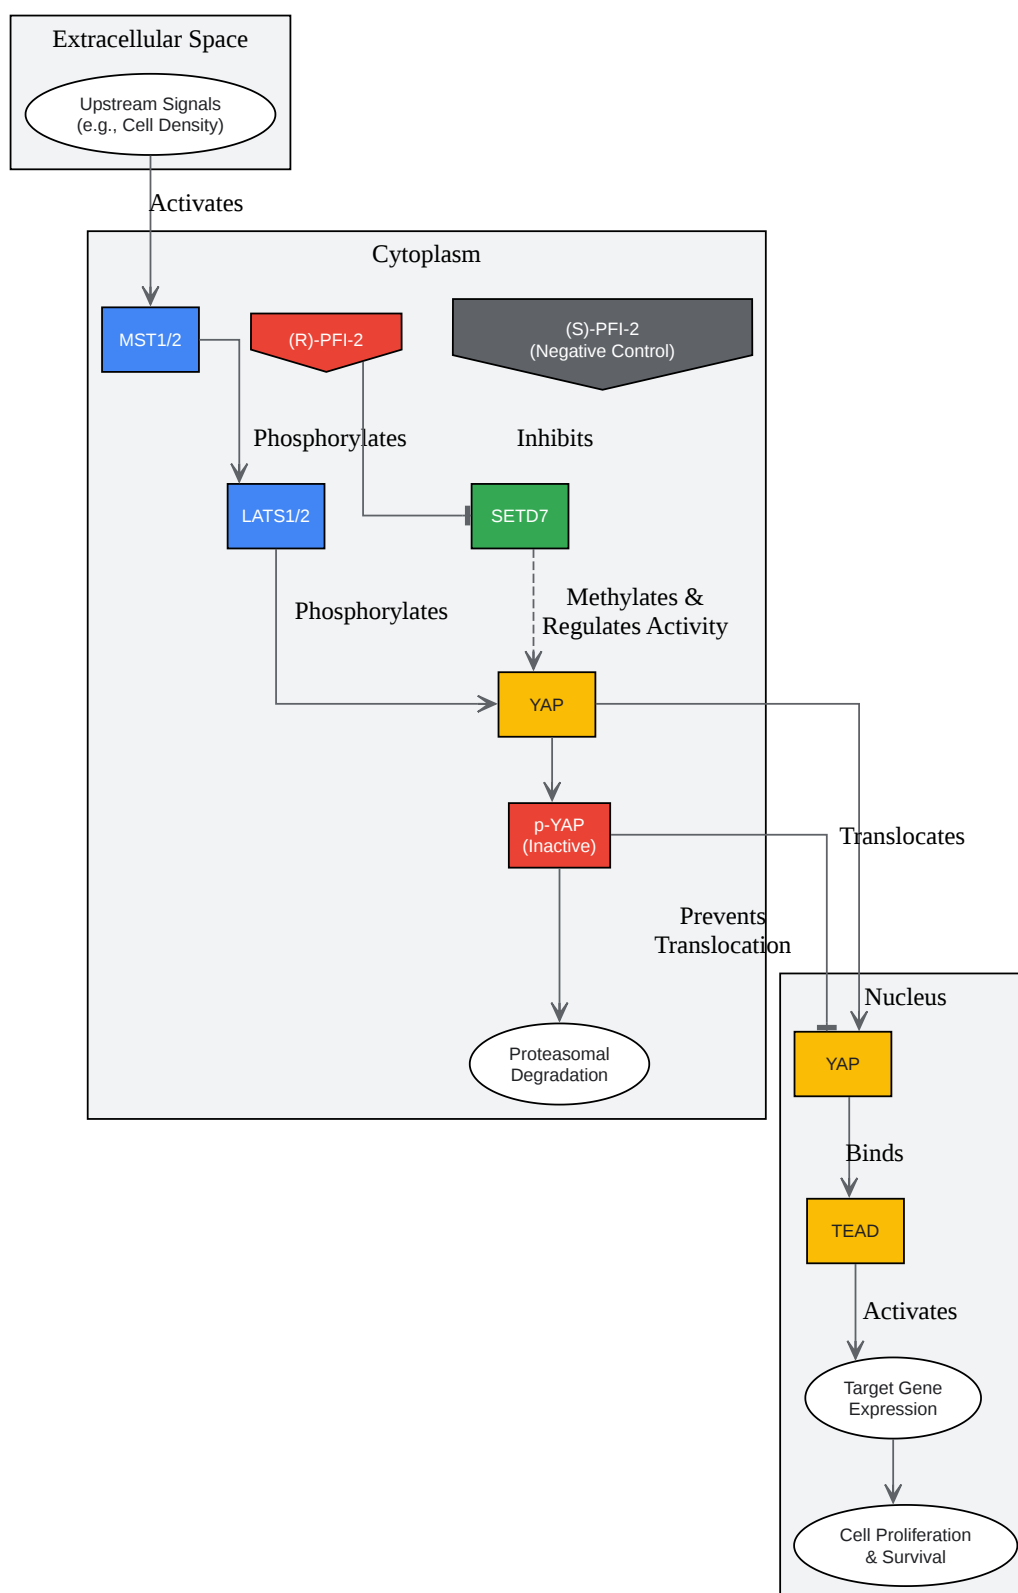 Extracellular Space
Upstream Signals
(e.g., Cell Density)
Activates
Cytoplasm
MST1/2
(R)-PFI-2
(S)-PFI-2
(Negative Control)
Phosphorylates
Inhibits
LATS1/2
SETD7
Phosphorylates
Methylates &
Regulates Activity
YAP
p-YAP
(Inactive)
Translocates
Prevents
Translocation
Nucleus
Proteasomal
Degradation
YAP
Binds
TEAD
Activates
Target Gene
Expression
Cell Proliferation
& Survival